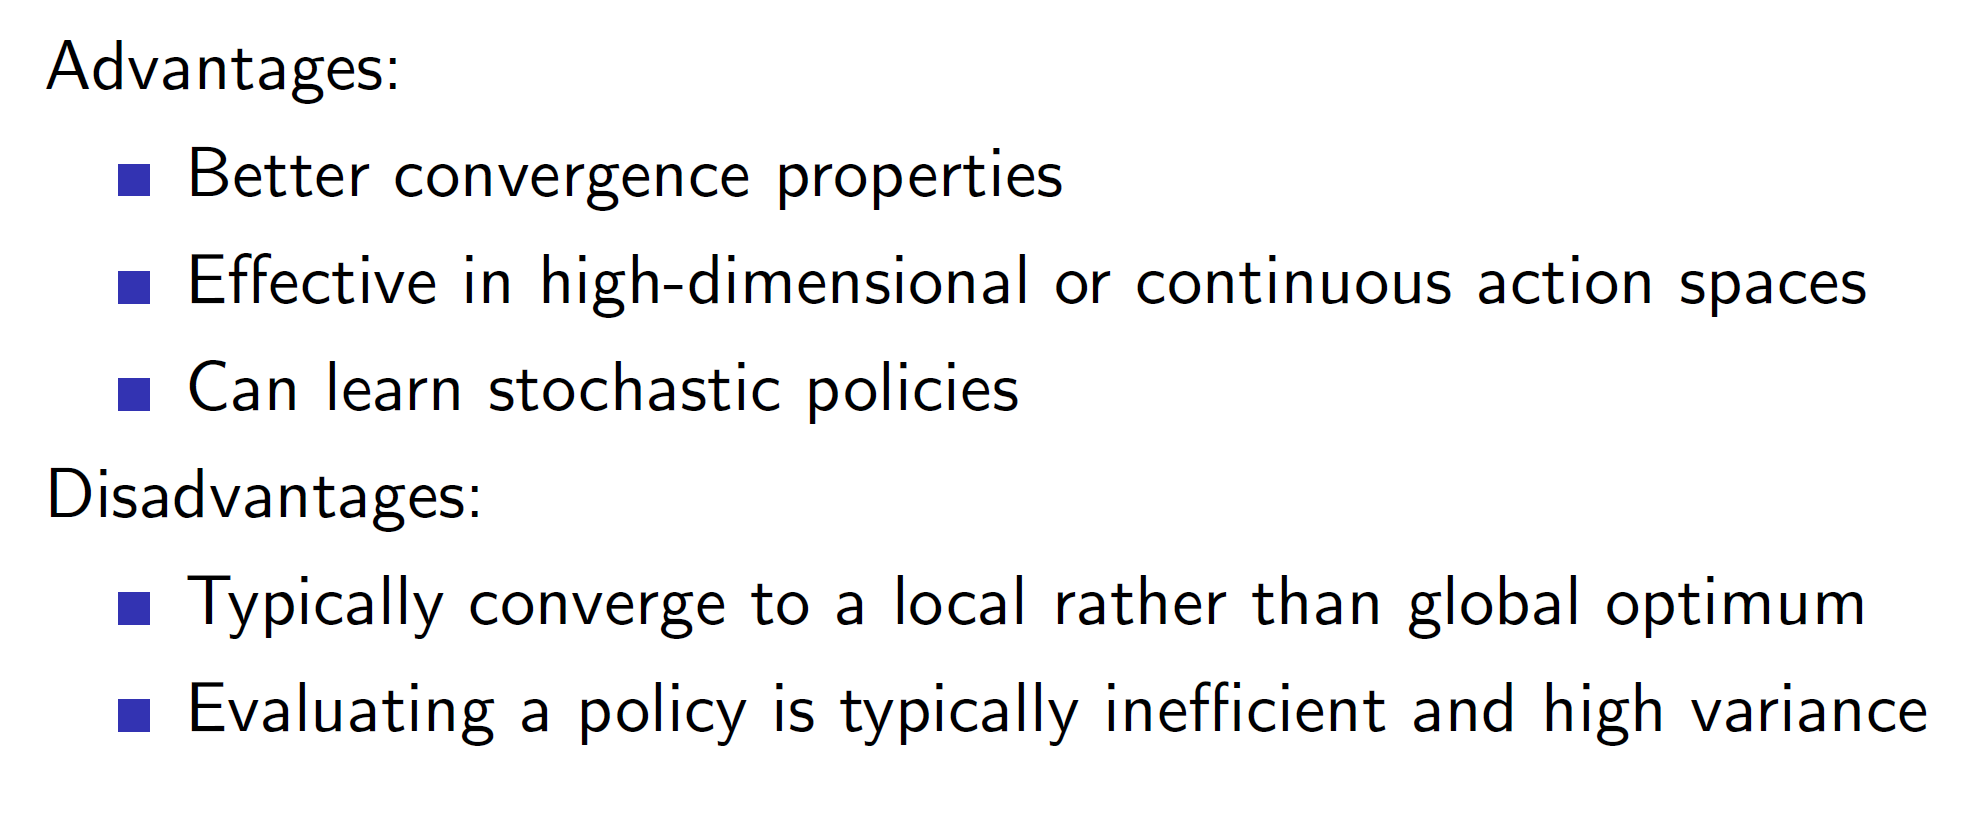 Advantages:
Better convergence properties
Effective in high-dimensional or continuous action spaces
Can learn stochastic policies
Disadvantages:
Typically converge to a local rather than global optimum
Evaluating a policy is typically inefficient and high variance